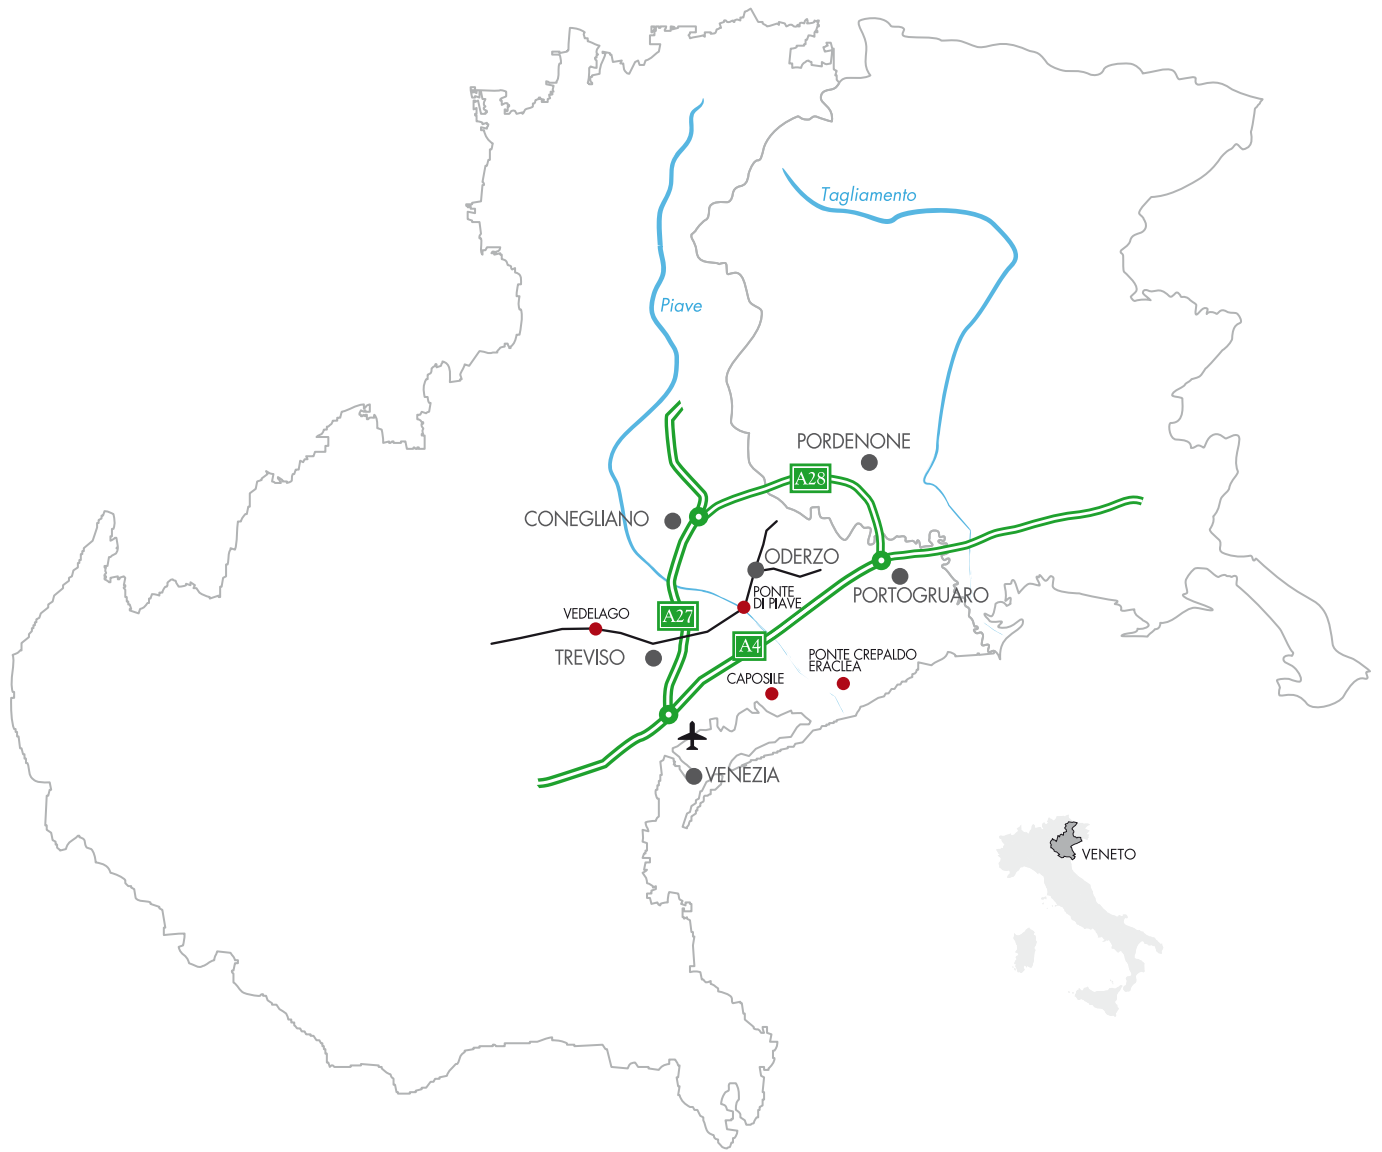 Tagliamento
Piave
PORDENONE
A28
CONEGLIANO
ODERZO
PONTE
DI PIAVE
PORTOGRUARO
VEDELAGO
A27
TREVISO
A4
PONTE CREPALDO
ERACLEA
CAPOSILE
VENEZIA
VENETO